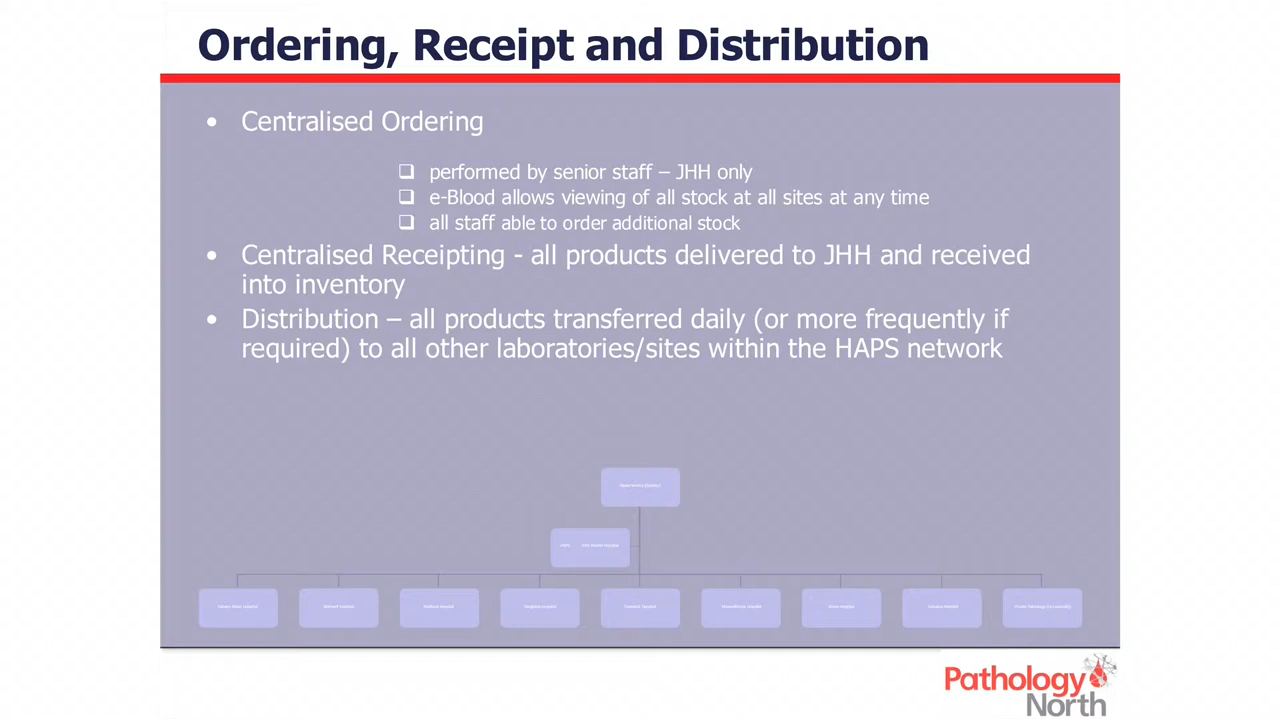 Ordering, Receipt and Distribution
• Centralised Ordering
❑ performed by senior staff – JHH only
❑ e-Blood allows viewing of all stock at all sites at any time
❑ all staff able to order additional stock
• Centralised Receipting - all products delivered to JHH and received
into inventory
• Distribution – all products transferred daily (or more frequently if
required) to all other laboratories/sites within the HAPS network
Hospital
Pathology
North